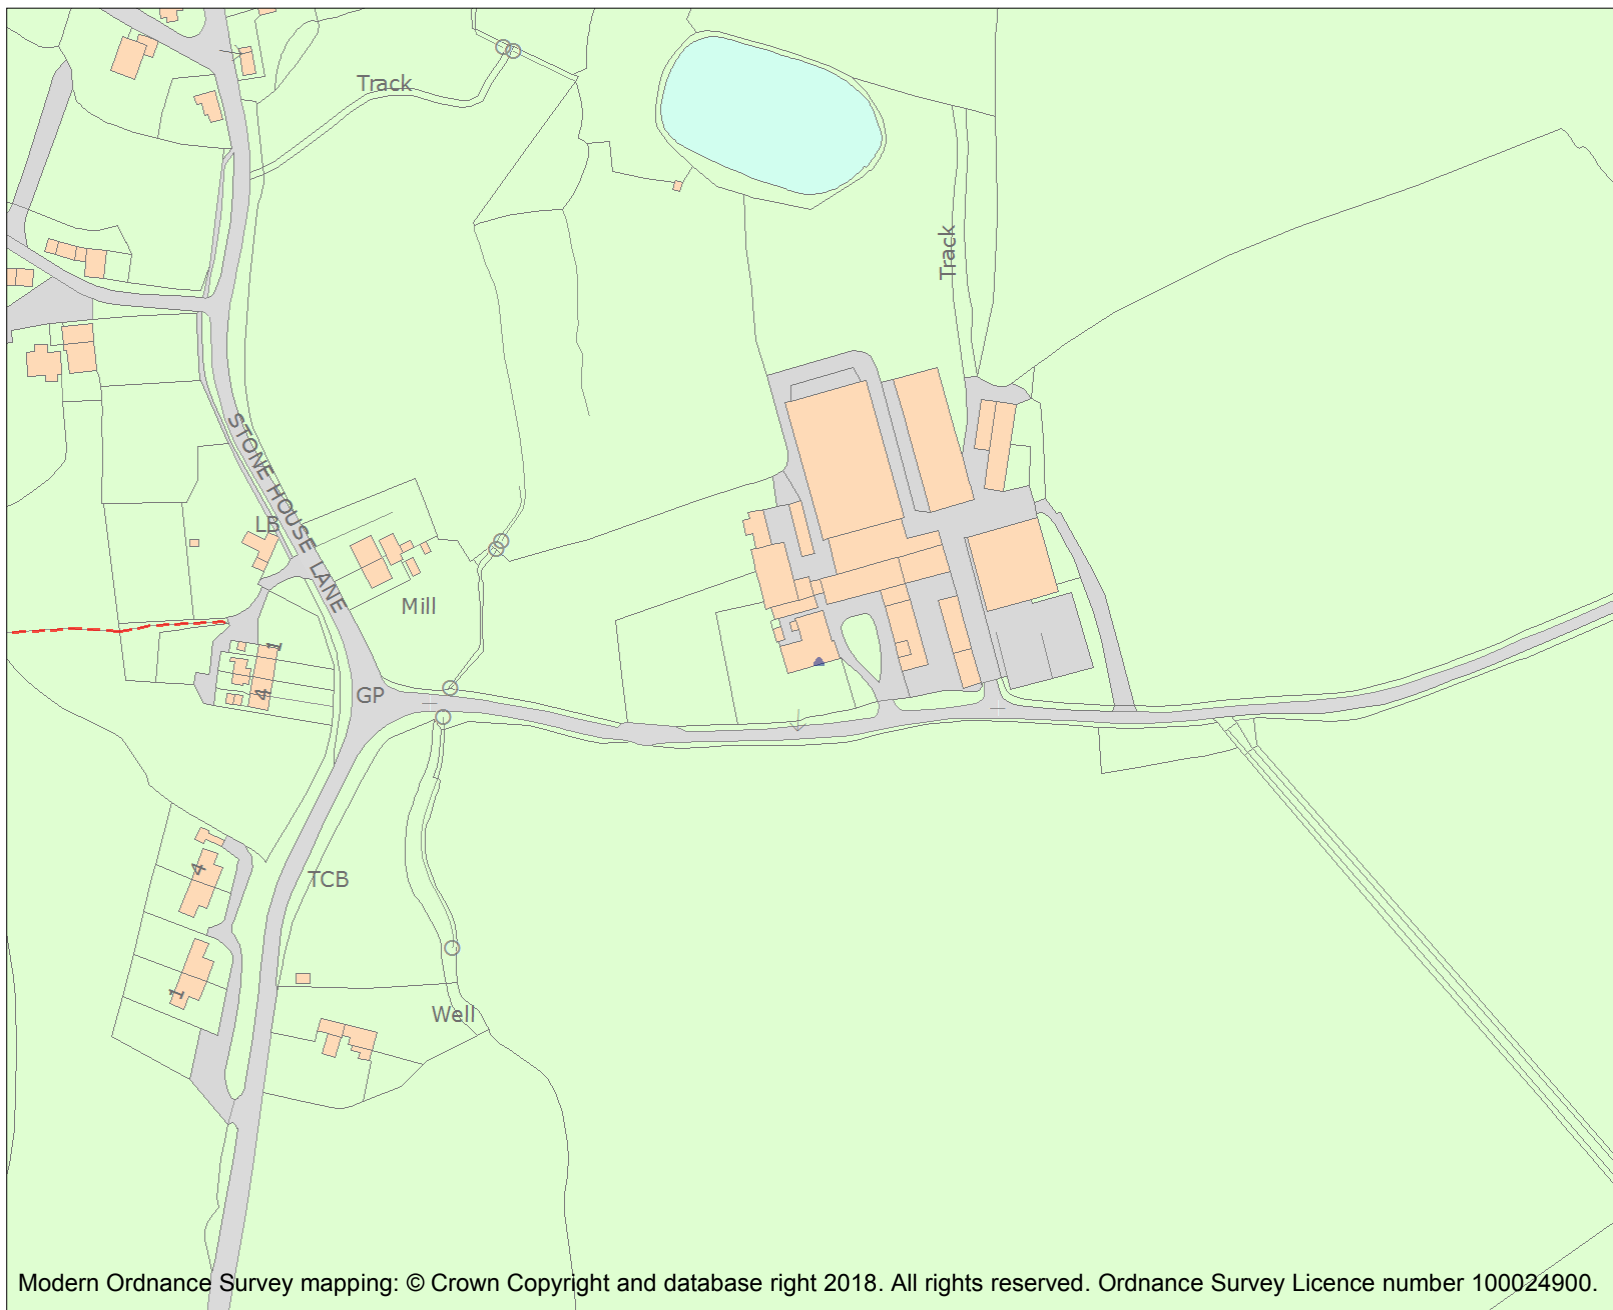 Track
Track
STONE HOUSE LANE
LB
Mill
1
4
GP
4
TCB
1
Well
Modern Ordnance Survey mapping: © Crown Copyright and database right 2018. All rights reserved. Ordnance Survey Licence number 100024900.